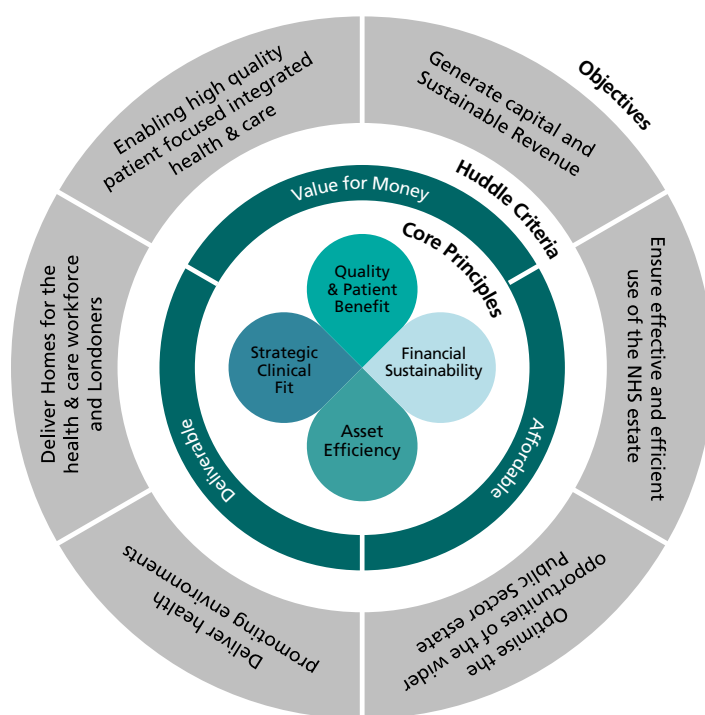 Objectives
Enabling high quality
patient focused integrated
health & care
Generate capital and
Sustainable Revenue
Ensure effective and efficient
use of the NHS estate
Optimise the
opportunities of the wider
Public Sector estate
Deliver health
promoting environments
Deliver Homes for the
health & care workforce
and Londoners
Huddle Criteria
Value for Money
Affordable
Deliverable
Core Principles
Quality
& Patient
Benefit
Strategic
Clinical
Fit
Financial
Sustainability
Asset
Efficiency